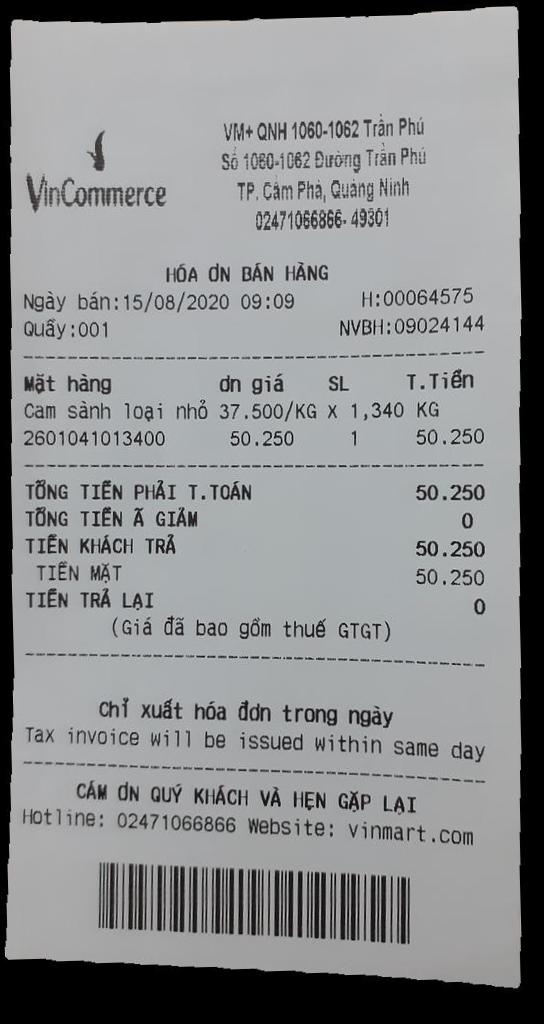 VinCommerce
VM+ QNH 1060-1062 Trần Phú
Số 1060-1062 Đường Trần Phú
TP. Cẩm Phả, Quảng Ninh
02471066866- 49301
HÓA ƠN BÁN HÀNG
Ngày bán:15/08/2020 09:09 H:00064575
Quầy:001 NVBH:09024144
Mặt hàng ơn giá SL T.Tiền
Cam sành loại nhỏ 37.500/KG X 1,340 KG
2601041013400 50.250 1 50.250
TỔNG TIỀN PHẢI T.TOÁN 50.250
TỔNG TIỀN Ã GIẢM 0
TIỀN KHÁCH TRẢ 50.250
TIỀN MẶT 50.250
TIỀN TRẢ LẠI 0
(Giá đã bao gồm thuế GTGT)
Chỉ xuất hóa đơn trong ngày
Tax invoice will be issued within same day
CẢM ƠN QUÝ KHÁCH VÀ HẸN GẶP LẠI
Hotline: 02471066866 Website: vinmart.com